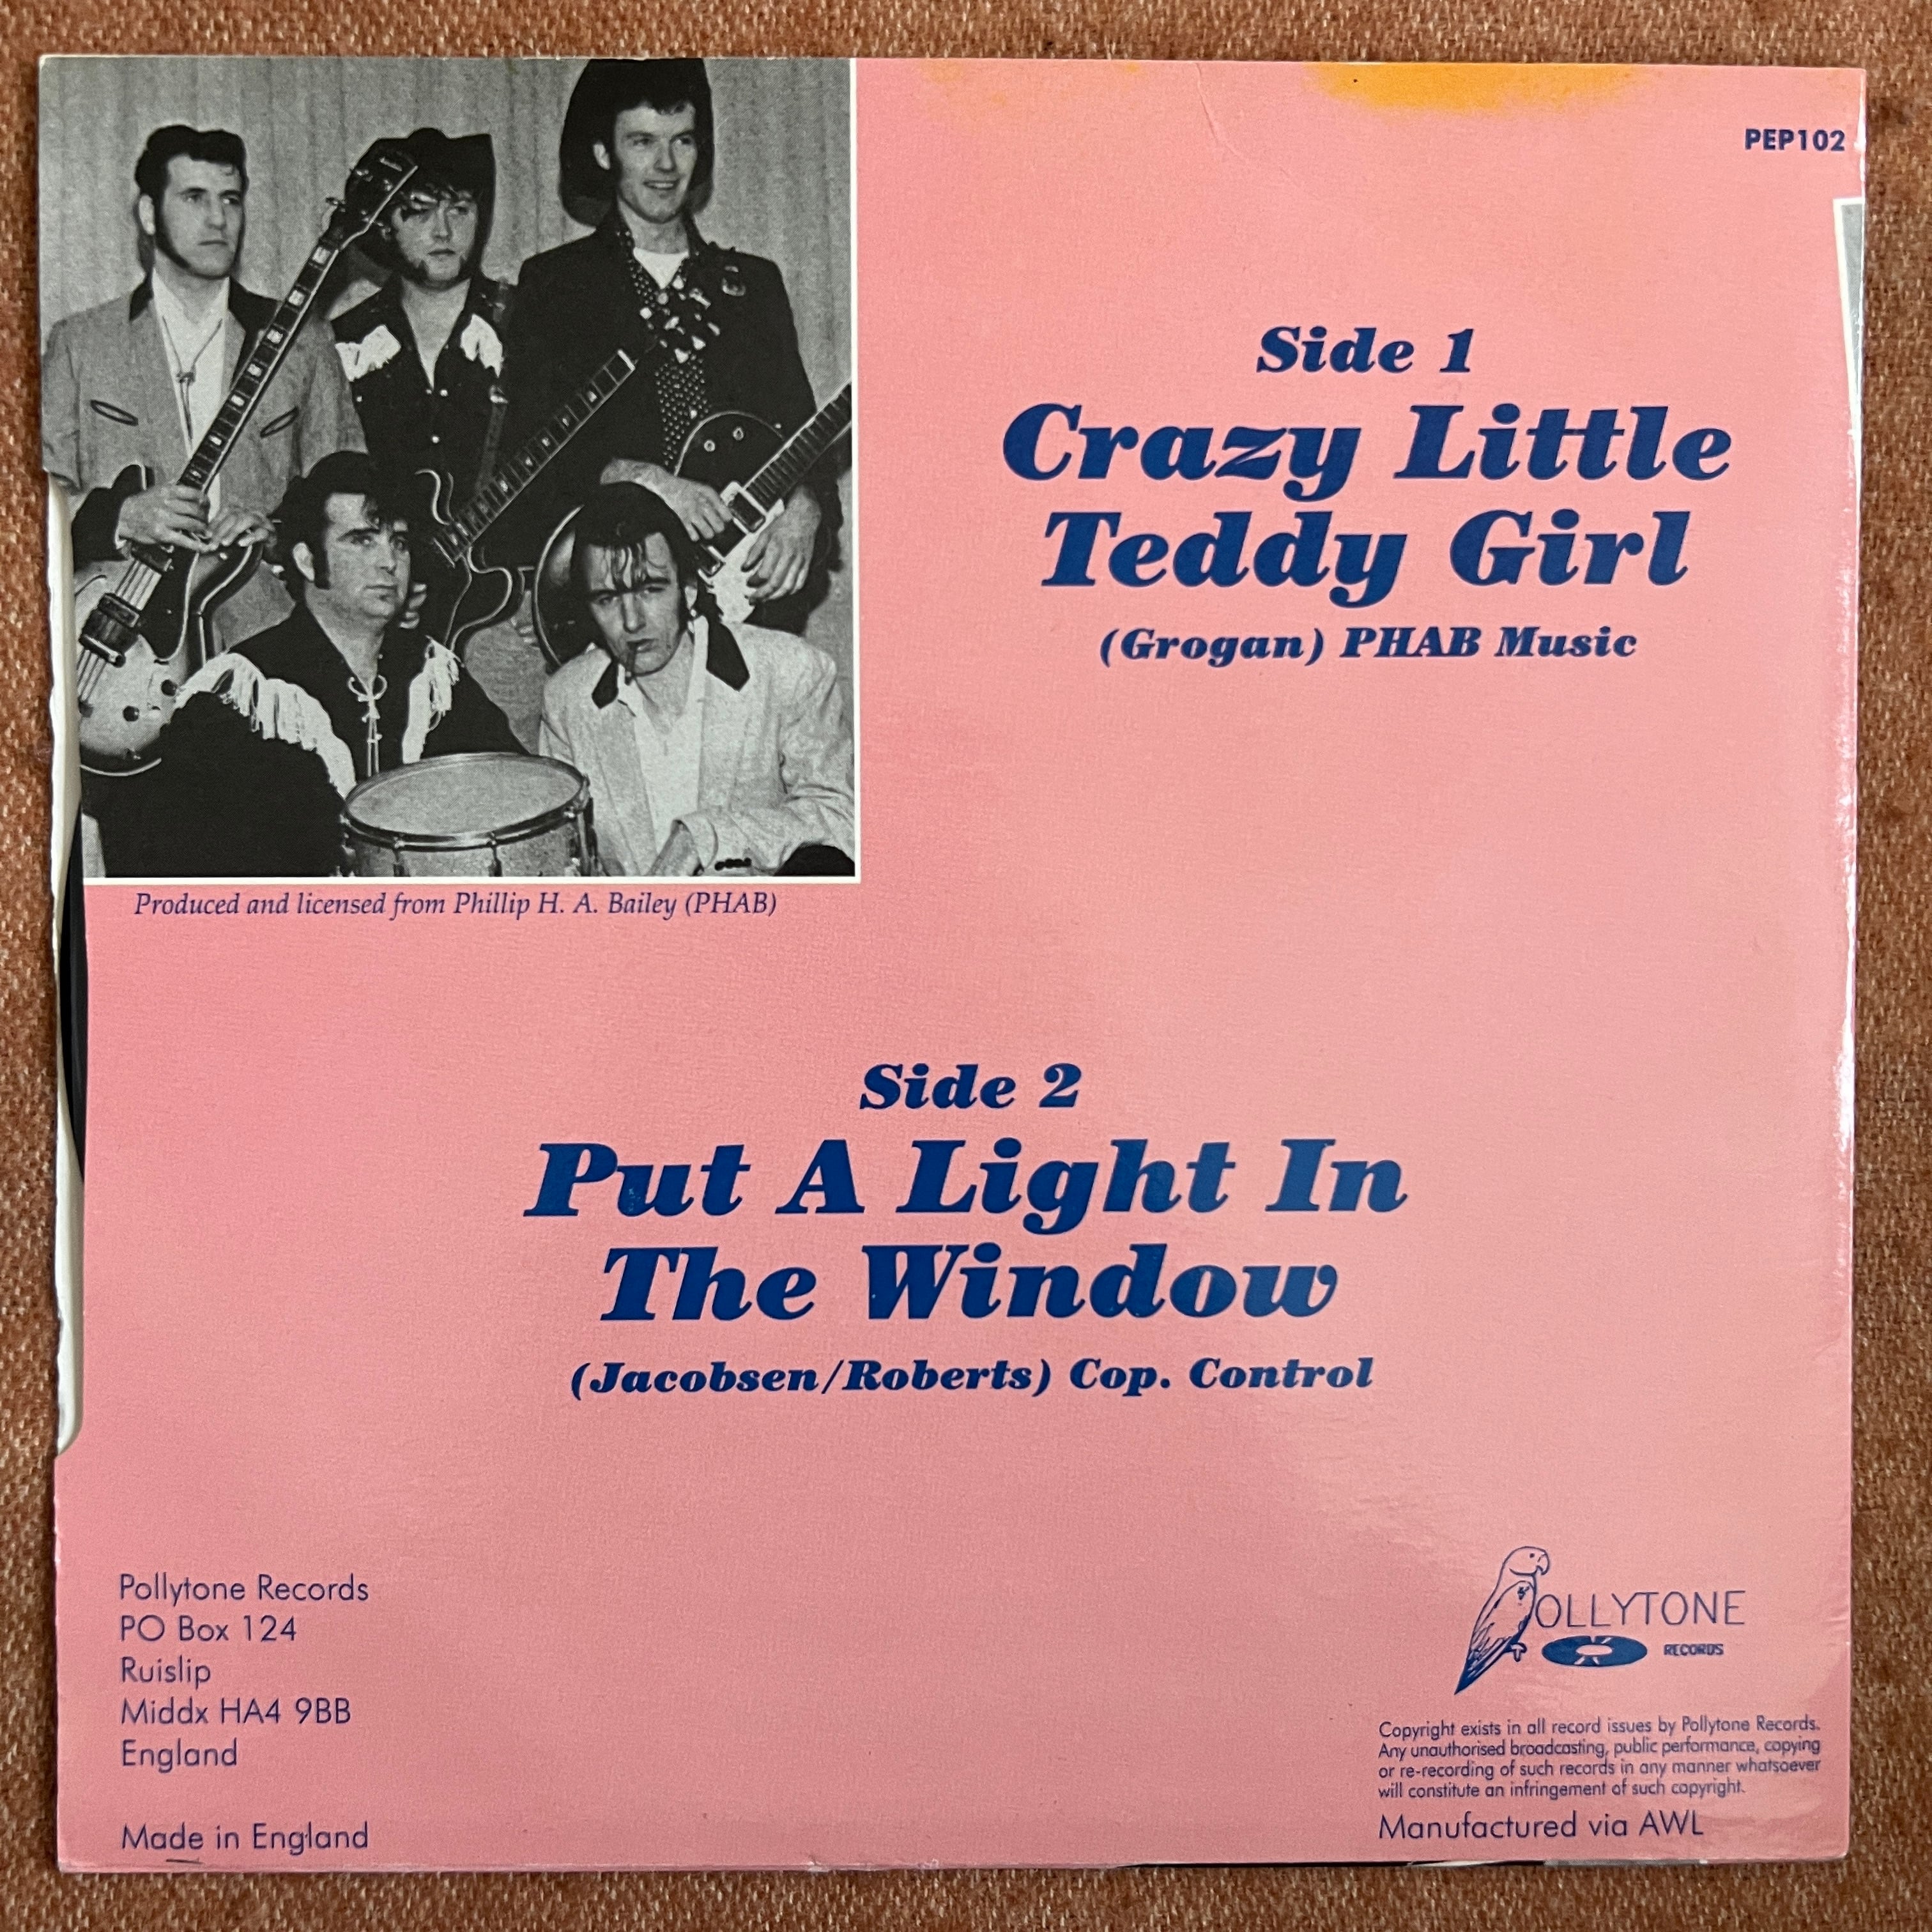 PEP102
Side 1
Crazy Little
Teddy Girl
(Grogan) PHAB Music
Produced and licensed from Phillip H. A. Bailey (PHAB)
Side 2
Put A Light In
The Window
(Jacobsen/Roberts) Cop. Control
Pollytone Records
PO Box 124
Ruislip
Middx HA4 9BB
England
Made in England
POLLYTONE
RECORDS
Copyright exists in all record issues by Pollytone Records.
Any unauthorised broadcasting, public performance, copying
or re-recording of such records in any manner whatsoever
will constitute an infringement of such copyright.
Manufactured via AWL